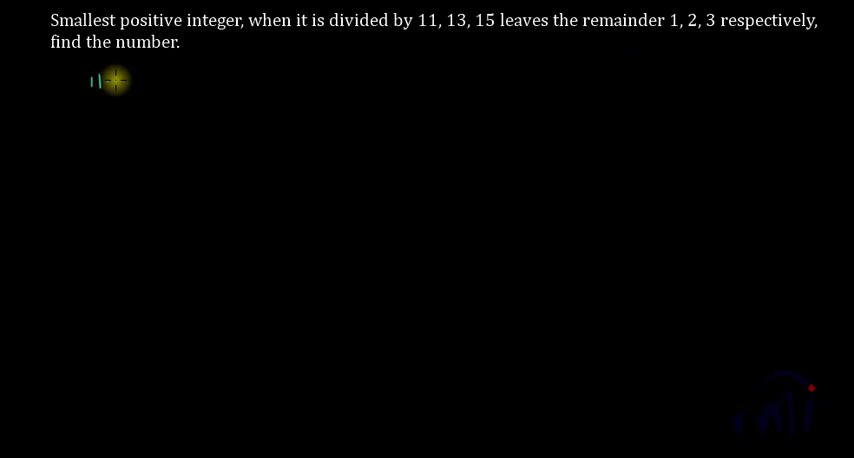 Smallest positive integer, when it is divided by 11, 13, 15 leaves the remainder 1, 2, 3 respectively,
find the number.
11